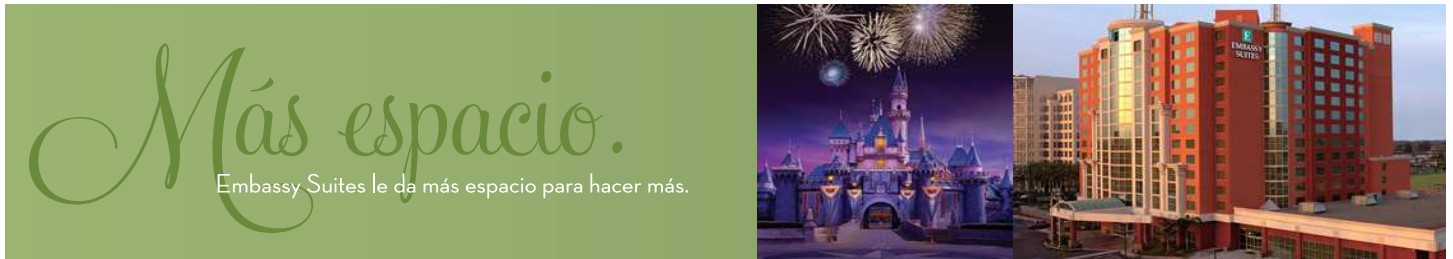 Más espacio.
Embassy Suites le da más espacio para hacer más.
E
EMBASSY
SUITES